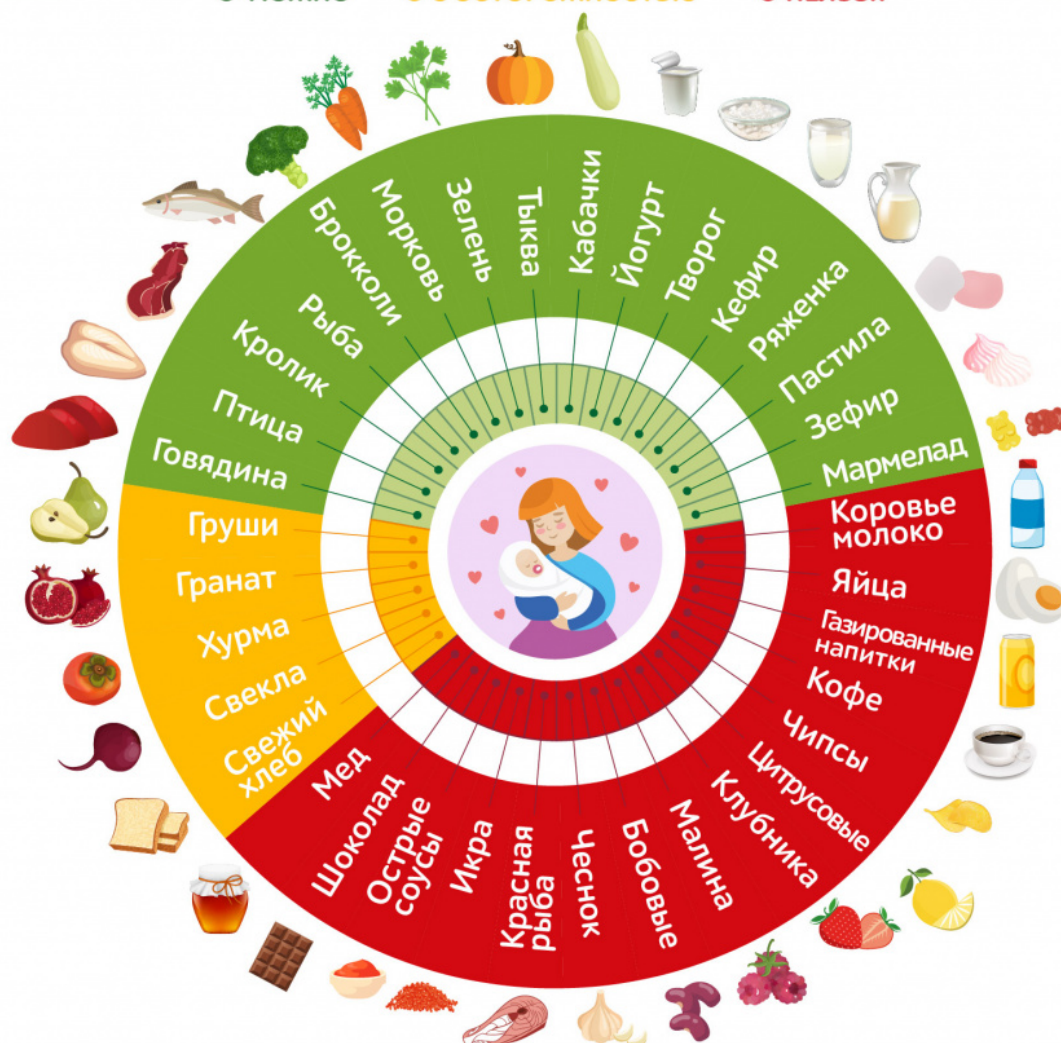 Говядина
Птица
Кролик
Рыба
Брокколи
Морковь
Зелень
Тыква
Кабачки
Йогурт
Творог
Кефир
Ряженка
Пастила
Зефир
Мармелад
Коровье
молоко
Яйца
Газированные
напитки
Кофе
Чипсы
Цитрусовые
Клубника
Малина
Бобовые
Чеснок
Красная
рыба
Икра
Острые
соусы
Шоколад
Мед
Свежий
хлеб
Свекла
Хурма
Гранат
Груши